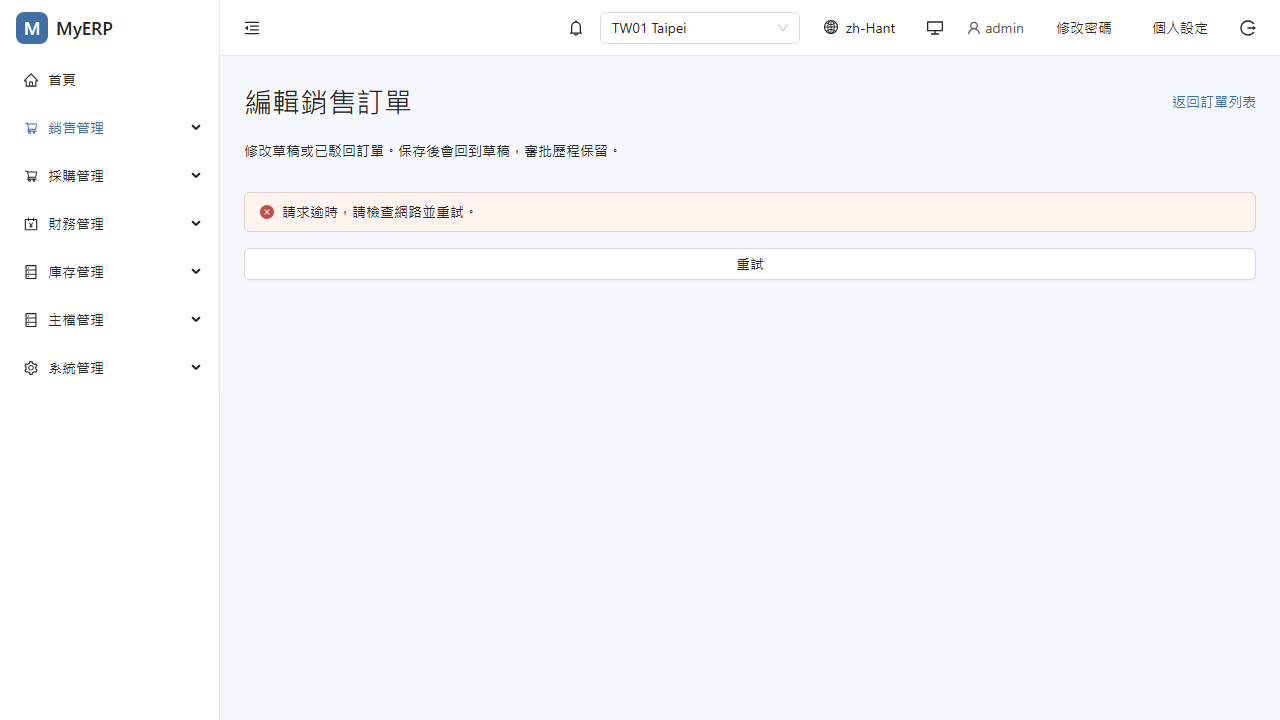 M MyERP
TW01 Taipei
zh-Hant
admin
修改密碼
個人設定
首頁
銷售管理
採購管理
財務管理
庫存管理
主檔管理
系統管理
編輯銷售訂單
返回訂單列表
修改草稿或已駁回訂單。保存後會回到草稿，審批歷程保留。
請求逾時，請檢查網路並重試。
重試